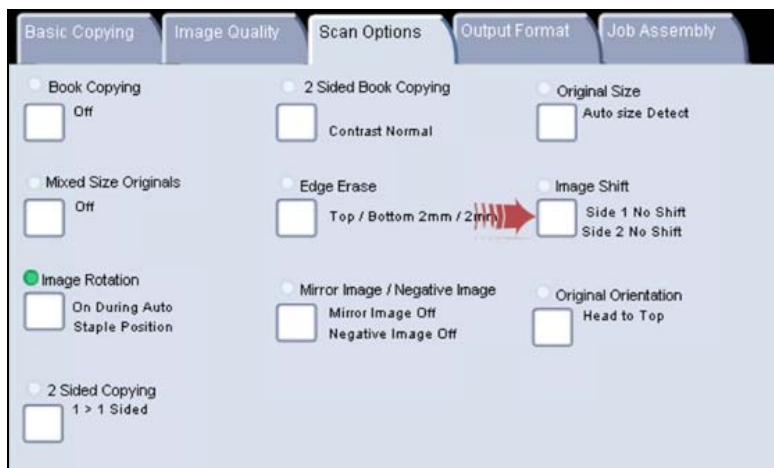 Basic Copying
Image Quality
Scan Options
Output Format
Job Assembly
Book Copying
Off
2 Sided Book Copying
Contrast Normal
Original Size
Auto size Detect
Mixed Size Originals
Off
Edge Erase
Top / Bottom 2mm / 2mm
Image Shift
Side 1 No Shift
Side 2 No Shift
Image Rotation
On During Auto
Staple Position
Mirror Image / Negative Image
Mirror Image Off
Negative Image Off
Original Orientation
Head to Top
2 Sided Copying
1 > 1 Sided